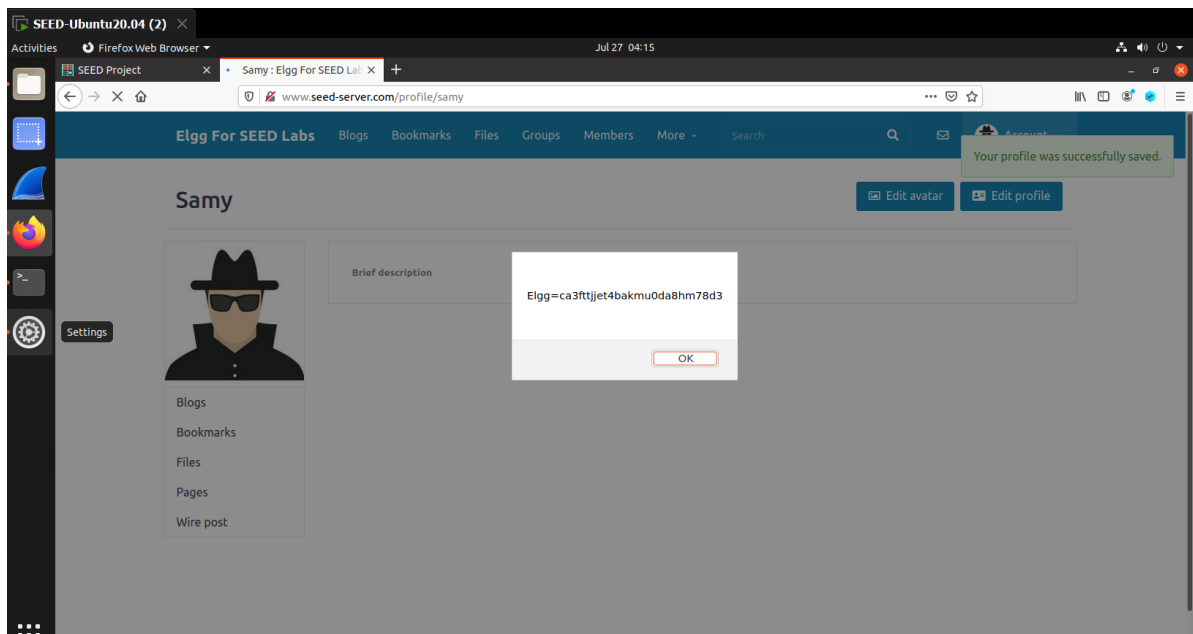 SEED-Ubuntu20.04 (2)
Activities Firefox Web Browser Jul 27 04:15
SEED Project Samy : Elgg For SEED Lab
www.seed-server.com/profile/samy
Elgg For SEED Labs Blogs Bookmarks Files Groups Members More Search Account
Your profile was successfully saved.
Samy Edit avatar Edit profile
Brief description
Elgg=ca3fttjjet4bakmu0da8hm78d3
Settings
OK
Blogs
Bookmarks
Files
Pages
Wire post